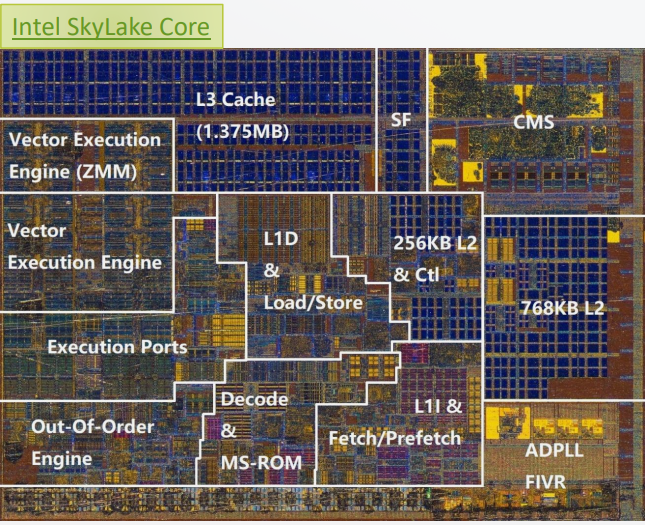 Intel SkyLake Core
L3 Cache
(1.375MB)
SF
CMS
Vector Execution
Engine (ZMM)
Vector
Execution Engine
L1D
&
Load/Store
256KB L2
& Ctl
768KB L2
Execution Ports
Out-Of-Order
Engine
Decode
&
MS-ROM
L1I &
Fetch/Prefetch
ADPLL
FIVR